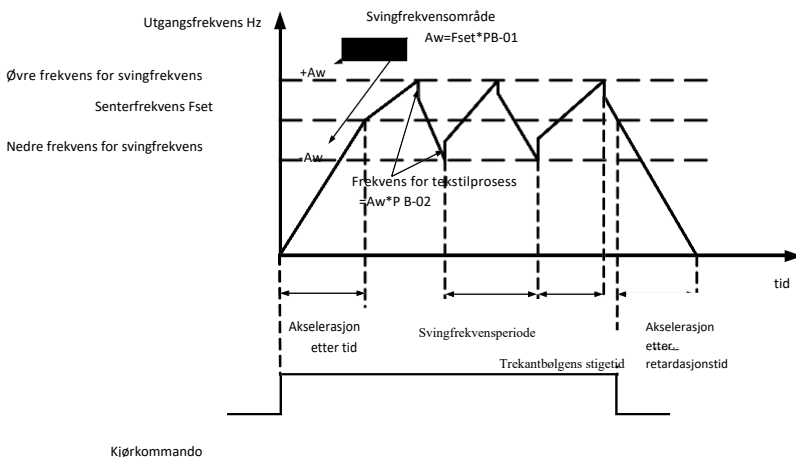 Svingfrekvensområde
Utgangsfrekvens Hz
Aw=Fset*PB-01
+Aw
Øvre frekvens for svingfrekvens
Senterfrekvens Fset
Nedre frekvens for svingfrekvens
-Aw
Frekvens for tekstilprosess
=Aw*P B-02
tid
Akselerasjon
etter tid
Svingfrekvensperiode
Trekantbølgens stigetid
Akselerasjon
etter
retardasjonstid
Kjørkommando